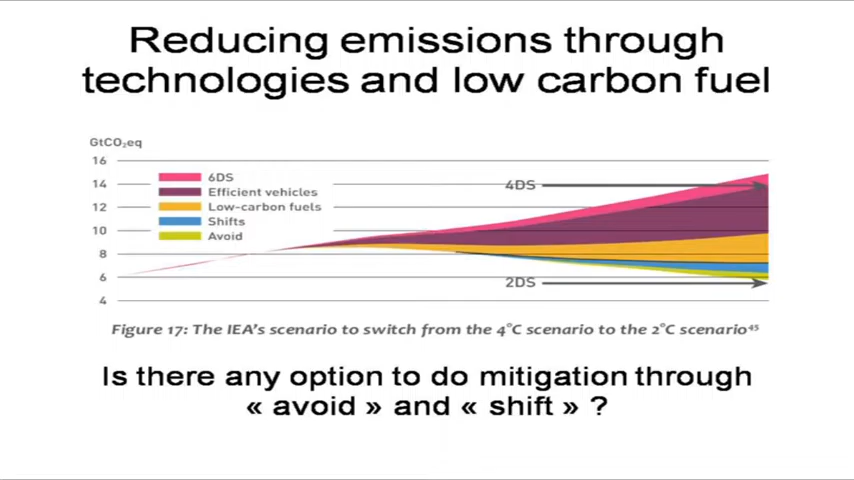 Reducing emissions through
technologies and low carbon fuel
GtCO₂eq
16
14
12
10
8
6
4
6DS
Efficient vehicles
Low-carbon fuels
Shifts
Avoid
4DS
2DS
Figure 17: The IEA's scenario to switch from the 4°C scenario to the 2°C scenario⁴⁵
Is there any option to do mitigation through
« avoid » and « shift » ?